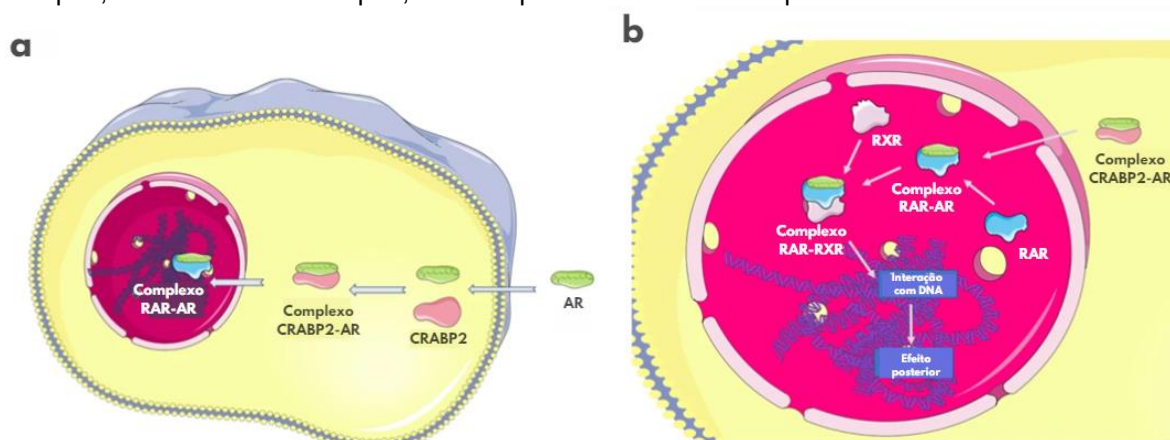 a
Complexo
RAR-AR
Complexo
CRABP2-AR
CRABP2
AR
b
RXR
Complexo
RAR-AR
Complexo
CRABP2-AR
Complexo
RAR-RXR
RAR
Interação
com DNA
Efeito
posterior